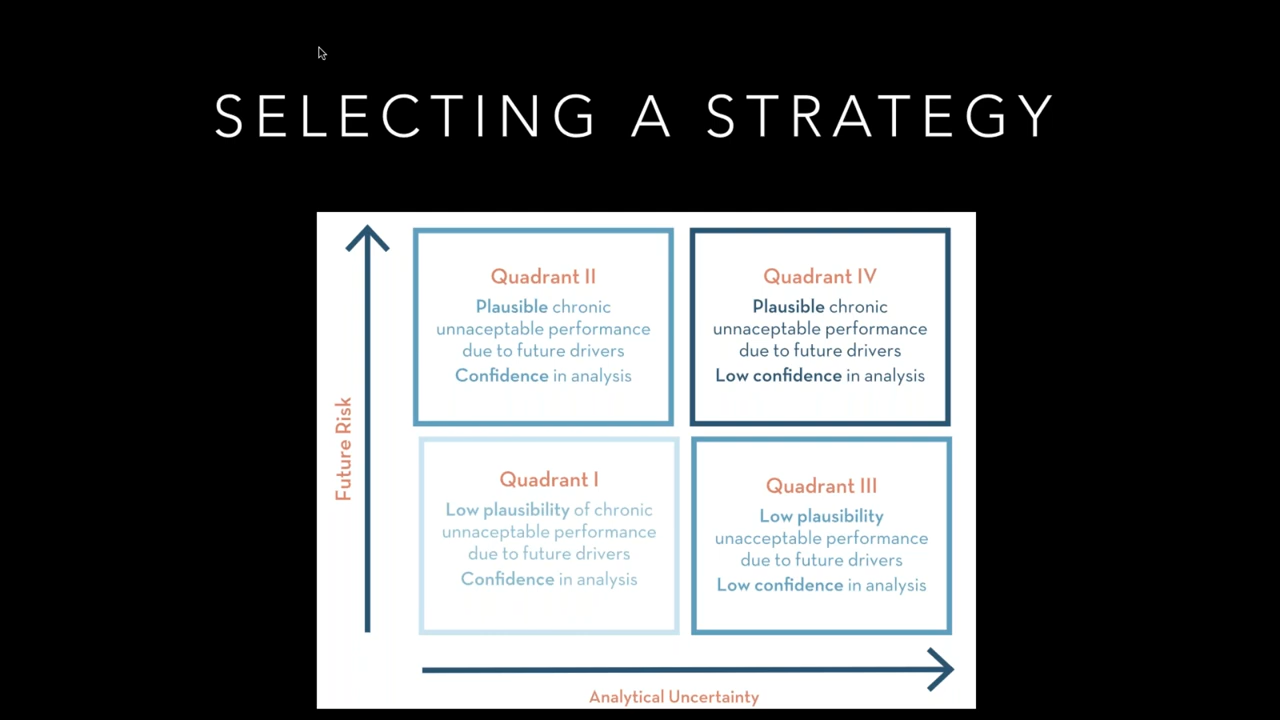 SELECTING A STRATEGY
Quadrant II
Plausible chronic
unnaceptable performance
due to future drivers
Confidence in analysis
Quadrant IV
Plausible chronic
unnaceptable performance
due to future drivers
Low confidence in analysis
Future Risk
Quadrant I
Low plausibility of chronic
unnaceptable performance
due to future drivers
Confidence in analysis
Quadrant III
Low plausibility
unacceptable performance
due to future drivers
Low confidence in analysis
Analytical Uncertainty